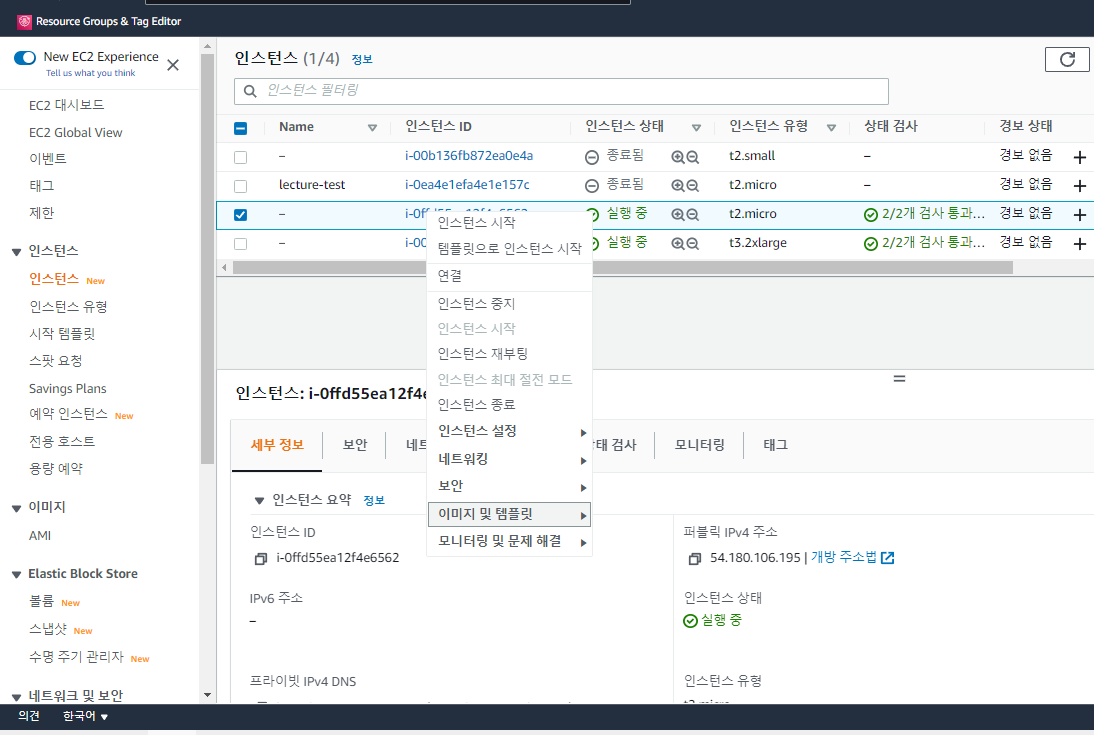 Resource Groups & Tag Editor
New EC2 Experience
Tell us what you think
EC2 대시보드
EC2 Global View
이벤트
태그
제한
인스턴스
인스턴스 New
인스턴스 유형
시작 템플릿
스팟 요청
Savings Plans
예약 인스턴스 New
전용 호스트
용량 예약
이미지
AMI
Elastic Block Store
볼륨 New
스냅샷 New
수명 주기 관리자 New
네트워크 및 보안
인스턴스 (1/4) 정보
인스턴스 필터링
Name 인스턴스 ID 인스턴스 상태 인스턴스 유형 상태 검사 경보 상태
– i-00b136fb872ea0e4a 종료됨 t2.small – 경보 없음
lecture-test i-0ea4e1efa4e1e157c 종료됨 t2.micro – 경보 없음
– i-0ffd55ea12f4e6562 실행 중 t2.micro 2/2개 검사 통과… 경보 없음
– i-00 실행 중 t3.2xlarge 2/2개 검사 통과… 경보 없음
인스턴스 시작
템플릿으로 인스턴스 시작
연결
인스턴스 중지
인스턴스 시작
인스턴스 재부팅
인스턴스 최대 절전 모드
인스턴스 종료
인스턴스 설정
네트워킹
보안
이미지 및 템플릿
모니터링 및 문제 해결
인스턴스: i-0ffd55ea12f4e
세부 정보 보안 네트 상태 검사 모니터링 태그
인스턴스 요약 정보
인스턴스 ID
i-0ffd55ea12f4e6562
퍼블릭 IPv4 주소
54.180.106.195 | 개방 주소법
IPv6 주소
–
인스턴스 상태
실행 중
프라이빗 IPv4 DNS
인스턴스 유형
t2.micro
의견 한국어